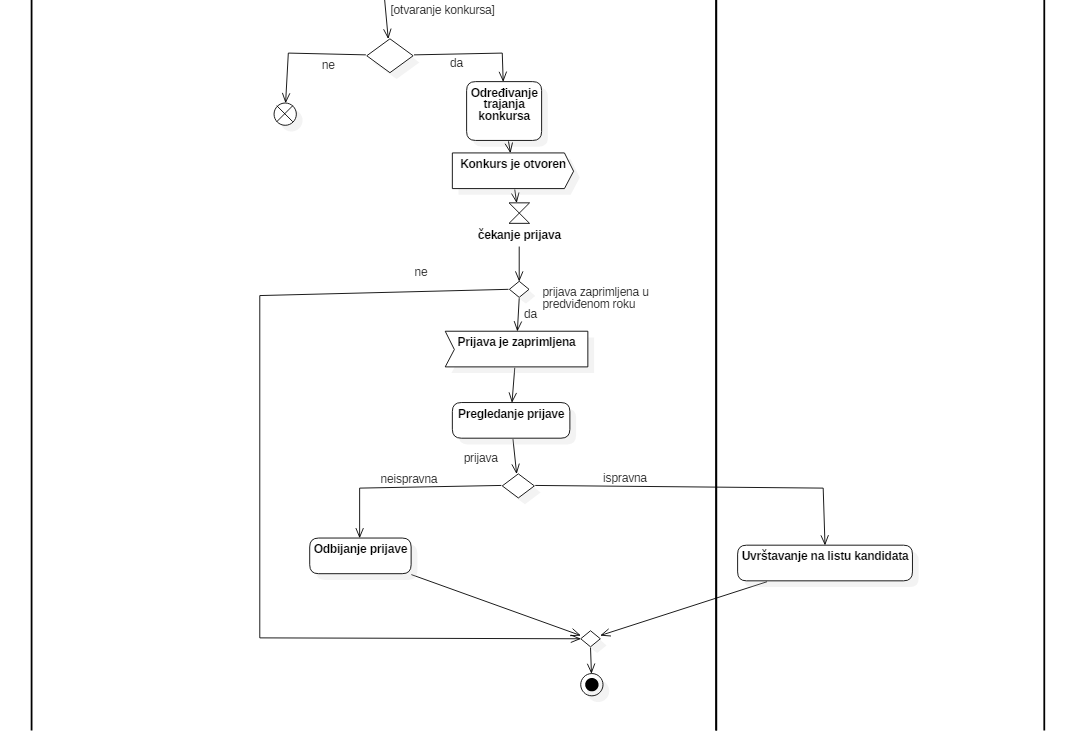 [otvaranje konkursa]
ne
da
Određivanje
trajanja
konkursa
Konkurs je otvoren
čekanje prijava
ne
prijava zaprimljena u
predviđenom roku
da
Prijava je zaprimljena
Pregledanje prijave
prijava
neispravna
ispravna
Odbijanje prijave
Uvrštavanje na listu kandidata